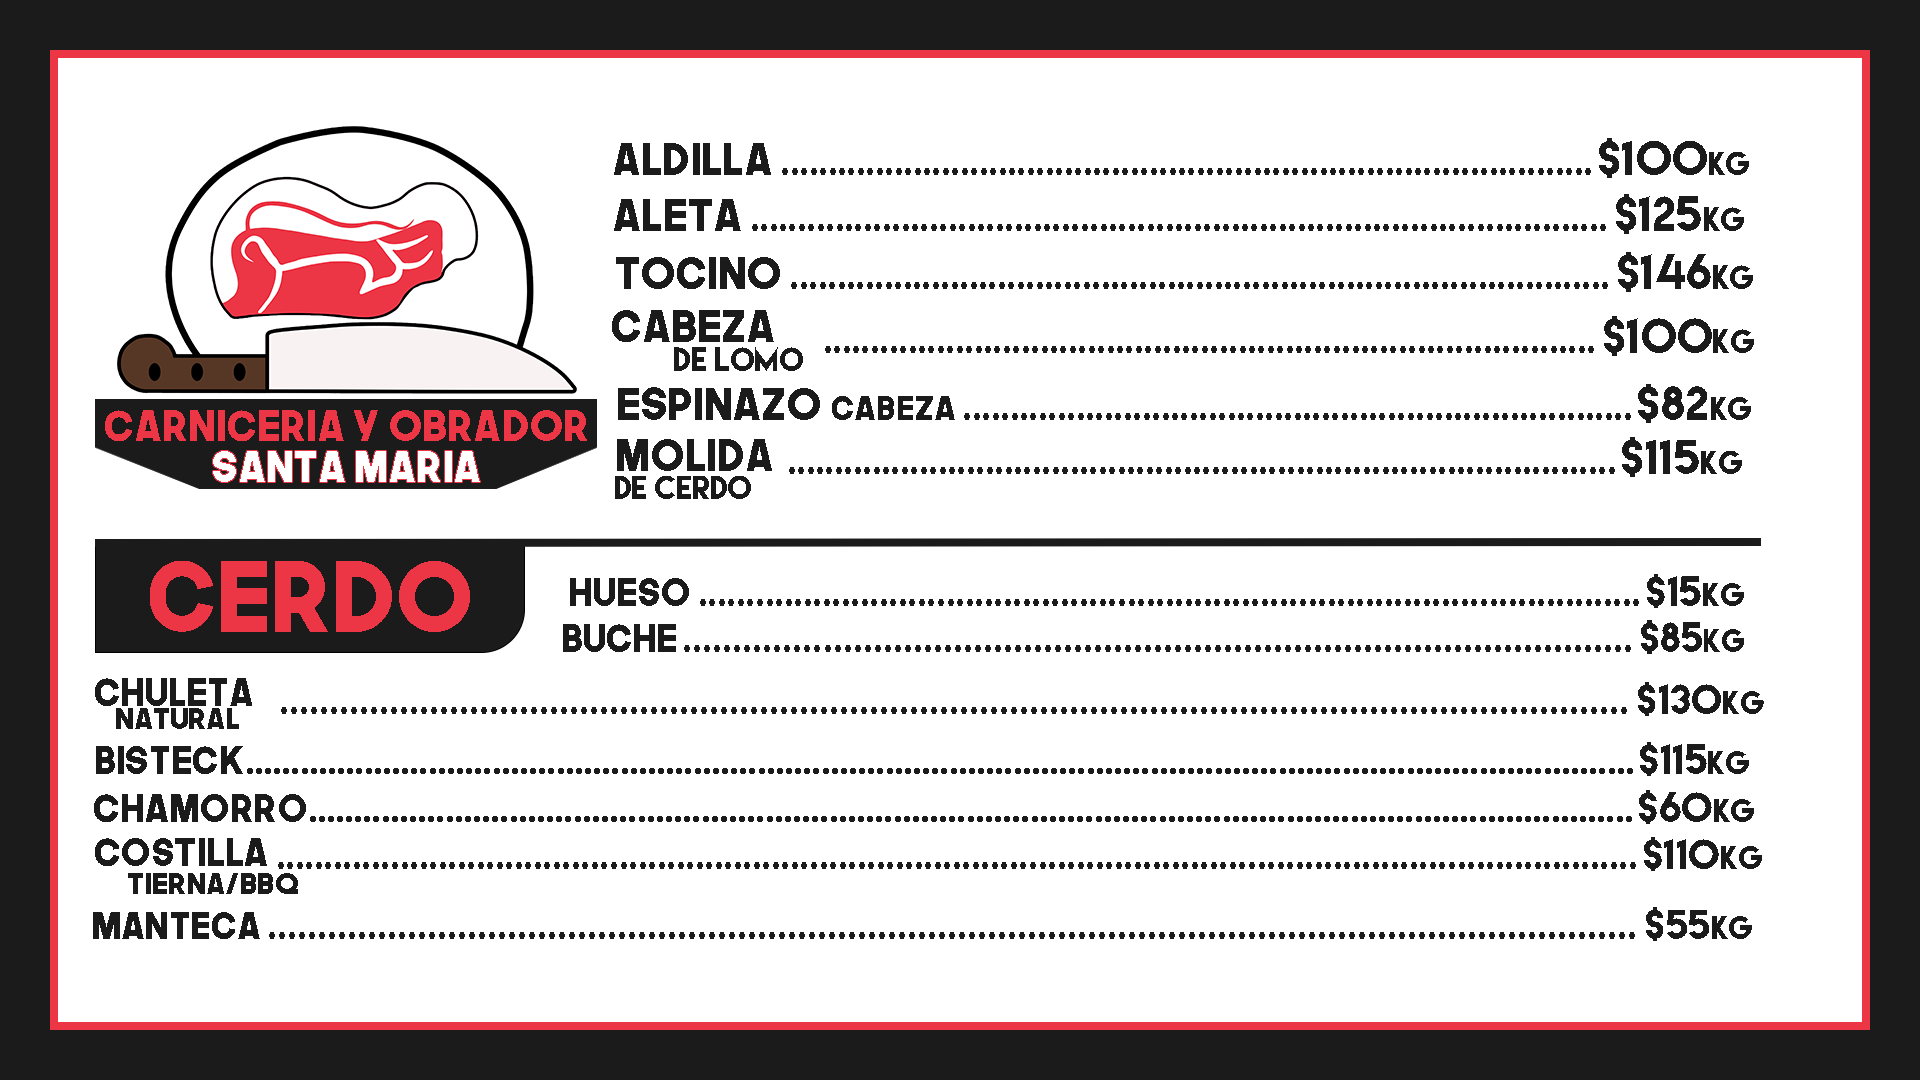 CARNICERIA Y OBRADOR
SANTA MARIA
ALDILLA ........ $100KG
ALETA ........ $125KG
TOCINO ........ $146KG
CABEZA
DE LOMO ........ $100KG
ESPINAZO CABEZA ........ $82KG
MOLIDA ........ $115KG
DE CERDO
CERDO
HUESO ........ $15KG
BUCHE ........ $85KG
CHULETA
NATURAL ........ $130KG
BISTECK ........ $115KG
CHAMORRO ........ $60KG
COSTILLA ........ $110KG
TIERNA/BBQ
MANTECA ........ $55KG